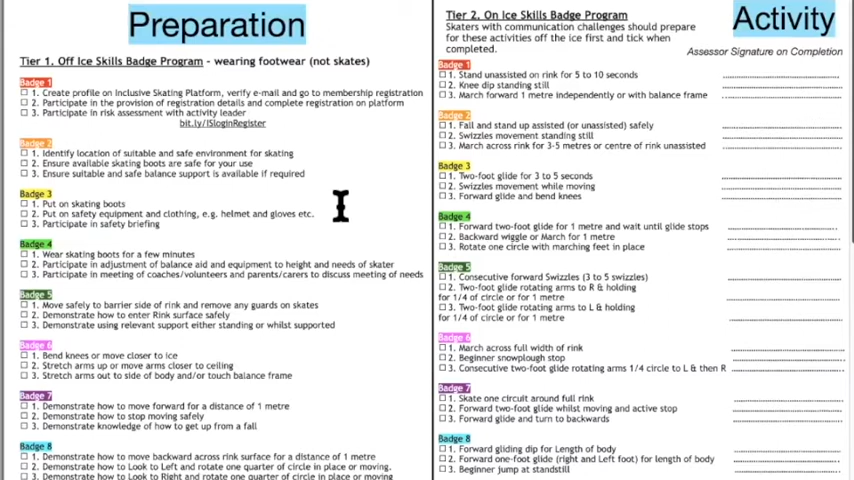 Preparation
Tier 1. Off Ice Skills Badge Program - wearing footwear (not skates)
Badge 1
1. Create profile on Inclusive Skating Platform, verify e-mail and go to membership registration
2. Participate in the provision of registration details and complete registration on platform
3. Participate in risk assessment with activity leader
bit.ly/ISloginRegister
Badge 2
1. Identify location of suitable and safe environment for skating
2. Ensure available skating boots are safe for your use
3. Ensure suitable and safe balance support is available if required
Badge 3
1. Put on skating boots
2. Put on safety equipment and clothing, e.g. helmet and gloves etc.
3. Participate in safety briefing
Badge 4
1. Wear skating boots for a few minutes
2. Participate in adjustment of balance aid and equipment to height and needs of skater
3. Participate in meeting of coaches/volunteers and parents/carers to discuss meeting of needs
Badge 5
1. Move safely to barrier side of rink and remove any guards on skates
2. Demonstrate how to enter Rink surface safely
3. Demonstrate using relevant support either standing or whilst supported
Badge 6
1. Bend knees or move closer to ice
2. Stretch arms up or move arms closer to ceiling
3. Stretch arms out to side of body and/or touch balance frame
Badge 7
1. Demonstrate how to move forward for a distance of 1 metre
2. Demonstrate how to stop moving safely
3. Demonstrate knowledge of how to get up from a fall
Badge 8
1. Demonstrate how to move backward across rink surface for a distance of 1 metre
2. Demonstrate how to Look to Left and rotate one quarter of circle in place or moving.
3. Demonstrate how to Look to Right and rotate one quarter of circle in place or moving
Activity
Tier 2. On Ice Skills Badge Program
Skaters with communication challenges should prepare
for these activities off the ice first and tick when
completed.
Assessor Signature on Completion
Badge 1
1. Stand unassisted on rink for 5 to 10 seconds
2. Knee dip standing still
3. March forward 1 metre independently or with balance frame
Badge 2
1. Fall and stand up assisted (or unassisted) safely
2. Swizzles movement standing still
3. March across rink for 3-5 metres or centre of rink unassisted
Badge 3
1. Two-foot glide for 3 to 5 seconds
2. Swizzles movement while moving
3. Forward glide and bend knees
Badge 4
1. Forward two-foot glide for 1 metre and wait until glide stops
2. Backward wiggle or March for 1 metre
3. Rotate one circle with marching feet in place
Badge 5
1. Consecutive forward Swizzles (3 to 5 swizzles)
2. Two-foot glide rotating arms to R & holding
for 1/4 of circle or for 1 metre
3. Two-foot glide rotating arms to L & holding
for 1/4 of circle or for 1 metre
Badge 6
1. March across full width of rink
2. Beginner snowplough stop
3. Consecutive two-foot glide rotating arms 1/4 circle to L & then R
Badge 7
1. Skate one circuit around full rink
2. Forward two-foot glide whilst moving and active stop
3. Forward glide and turn to backwards
Badge 8
1. Forward gliding dip for Length of body
2. Forward one-foot glide (right and Left foot) for length of body
3. Beginner jump at standstill